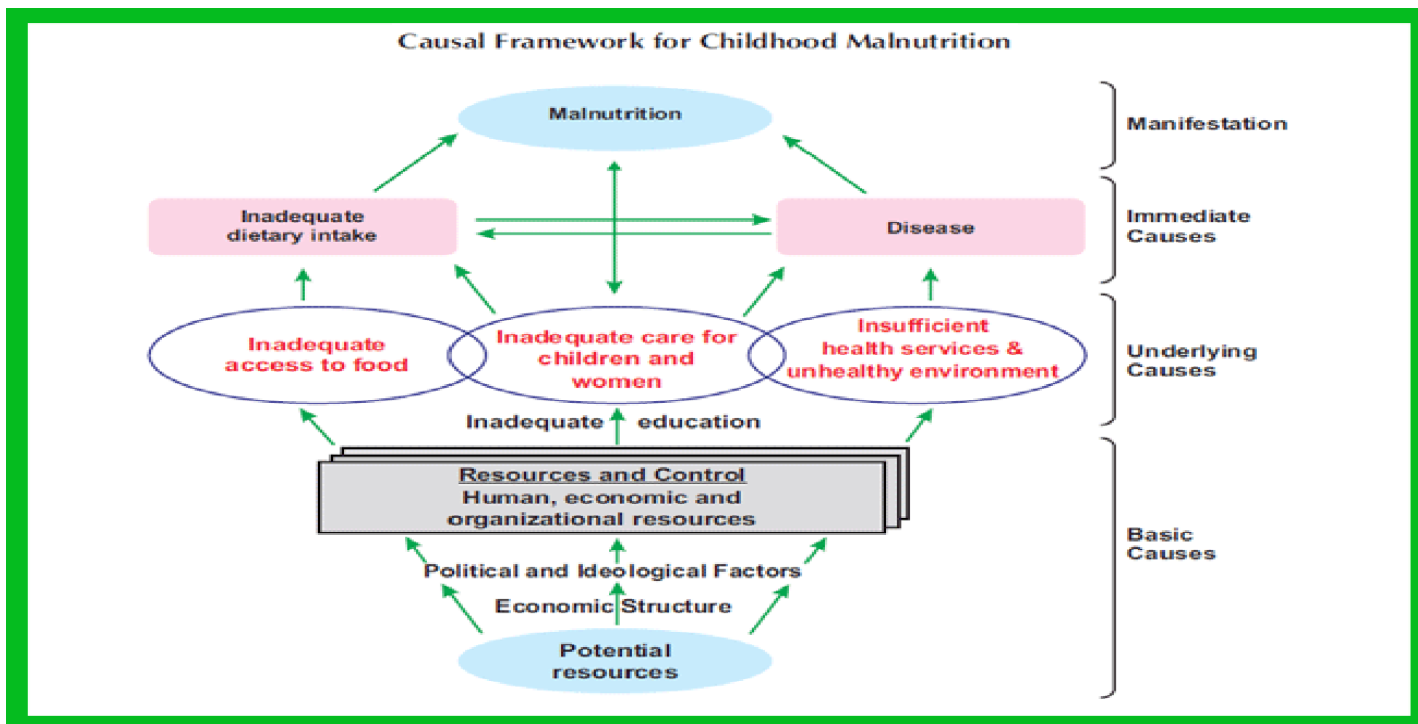 Causal Framework for Childhood Malnutrition
Malnutrition
Manifestation
Inadequate
dietary intake
Disease
Immediate
Causes
Inadequate
access to food
Inadequate care for
children and
women
Insufficient
health services &
unhealthy environment
Underlying
Causes
Inadequate education
Resources and Control
Human, economic and
organizational resources
Basic
Causes
Political and Ideological Factors
Economic Structure
Potential
resources